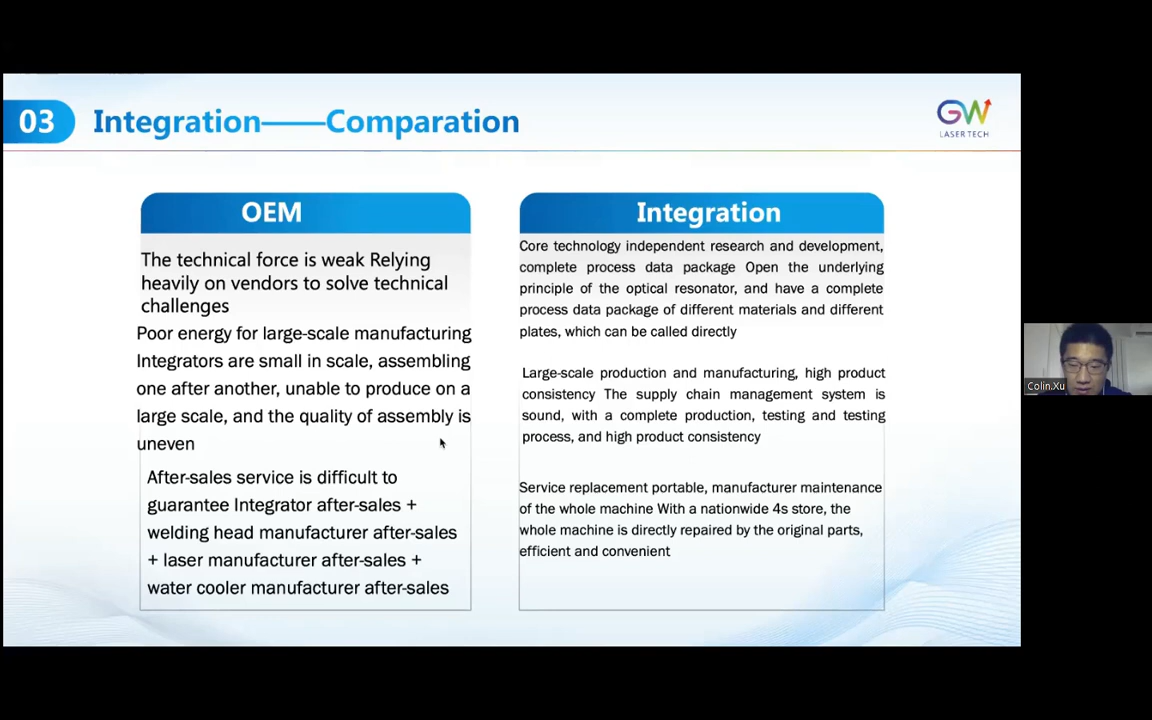 03
Integration——Comparation
GW
LASER TECH
OEM
The technical force is weak Relying
heavily on vendors to solve technical
challenges
Poor energy for large-scale manufacturing
Integrators are small in scale, assembling
one after another, unable to produce on a
large scale, and the quality of assembly is
uneven
After-sales service is difficult to
guarantee Integrator after-sales +
welding head manufacturer after-sales
+ laser manufacturer after-sales +
water cooler manufacturer after-sales
Integration
Core technology independent research and development,
complete process data package Open the underlying
principle of the optical resonator, and have a complete
process data package of different materials and different
plates, which can be called directly
Large-scale production and manufacturing, high product
consistency The supply chain management system is
sound, with a complete production, testing and testing
process, and high product consistency
Service replacement portable, manufacturer maintenance
of the whole machine With a nationwide 4s store, the
whole machine is directly repaired by the original parts,
efficient and convenient
Colin.Xu